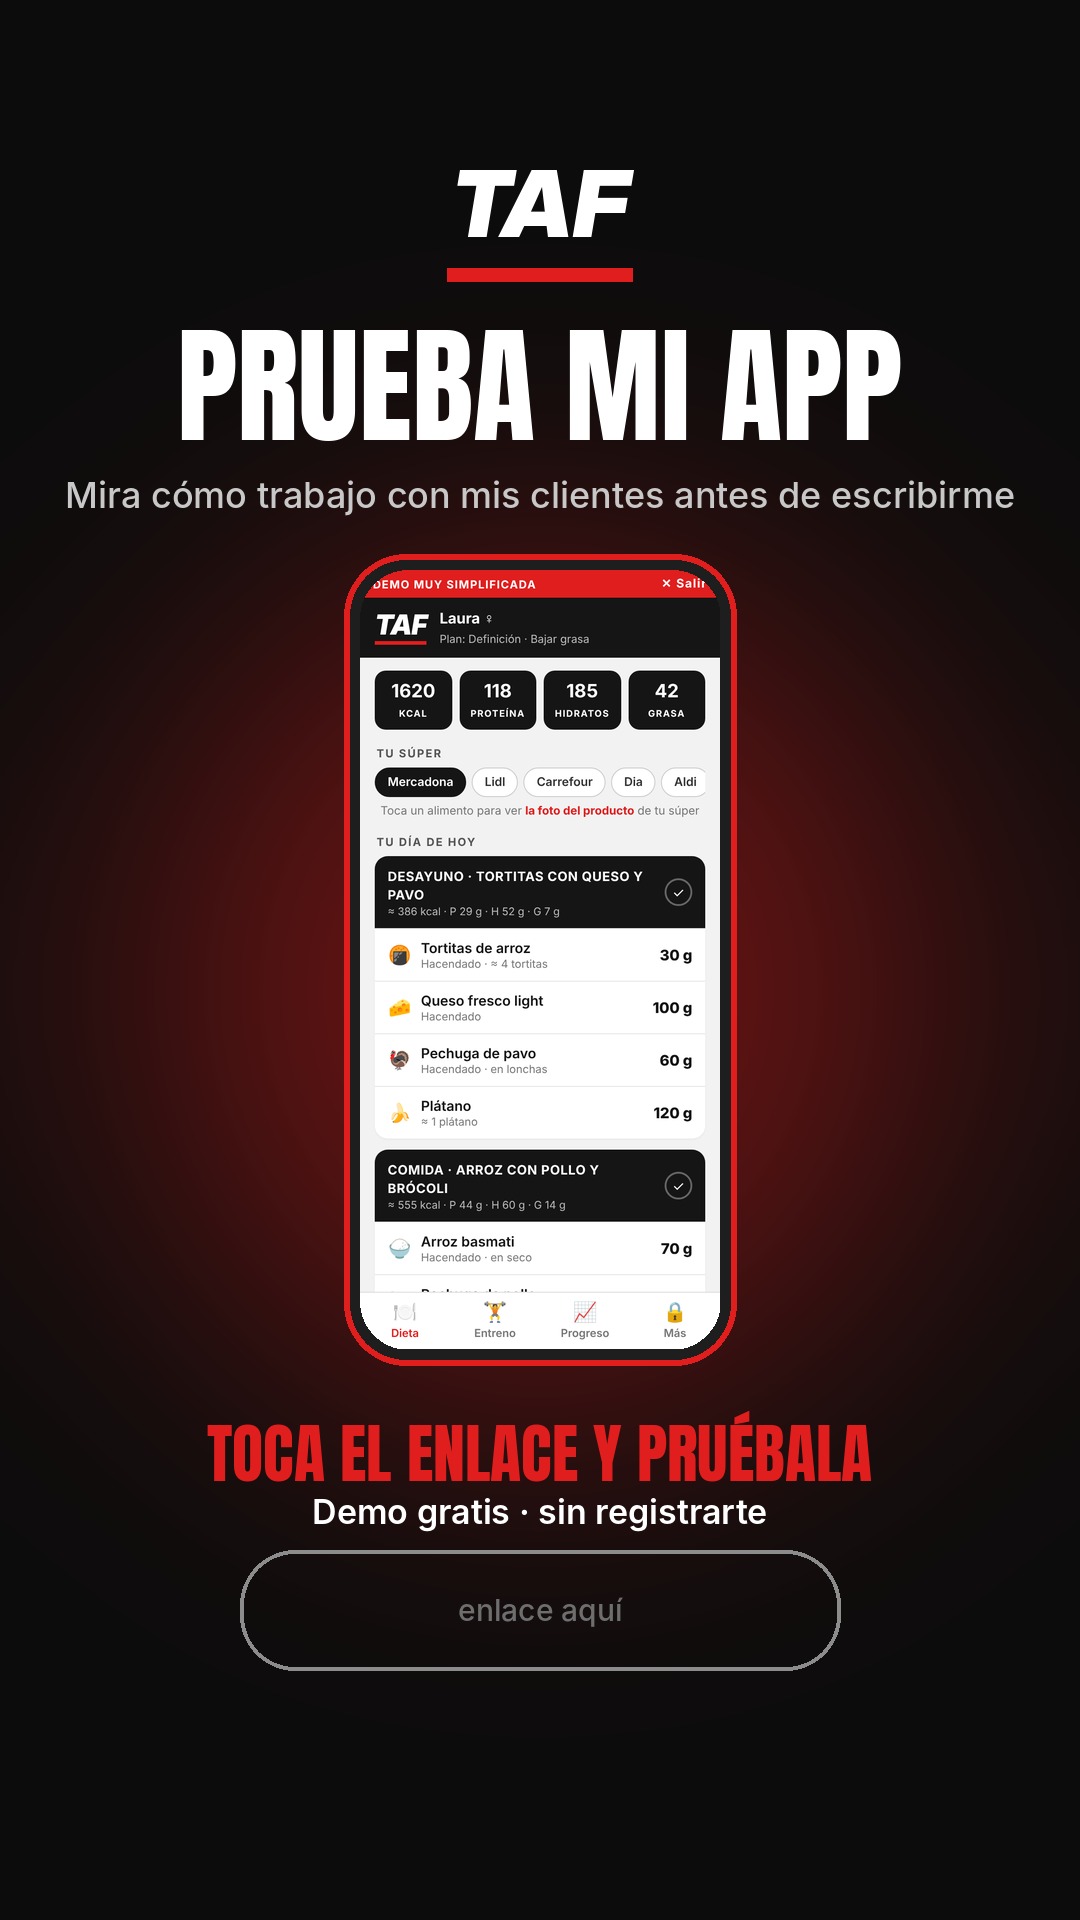 TAF
PRUEBA MI APP
Mira cómo trabajo con mis clientes antes de escribirme
DEMO MUY SIMPLIFICADA ✕ Salir
TAF
Laura ♀
Plan: Definición · Bajar grasa
1620 118 185 42
KCAL PROTEÍNA HIDRATOS GRASA
TU SÚPER
Mercadona Lidl Carrefour Dia Aldi
Toca un alimento para ver la foto del producto de tu súper
TU DÍA DE HOY
DESAYUNO · TORTITAS CON QUESO Y
PAVO
≈ 386 kcal · P 29 g · H 52 g · G 7 g
Tortitas de arroz 30 g
Hacendado · ≈ 4 tortitas
Queso fresco light 100 g
Hacendado
Pechuga de pavo 60 g
Hacendado · en lonchas
Plátano 120 g
≈ 1 plátano
COMIDA · ARROZ CON POLLO Y
BRÓCOLI
≈ 555 kcal · P 44 g · H 60 g · G 14 g
Arroz basmati 70 g
Hacendado · en seco
Dieta Entreno Progreso Más
TOCA EL ENLACE Y PRUÉBALA
Demo gratis · sin registrarte
enlace aquí